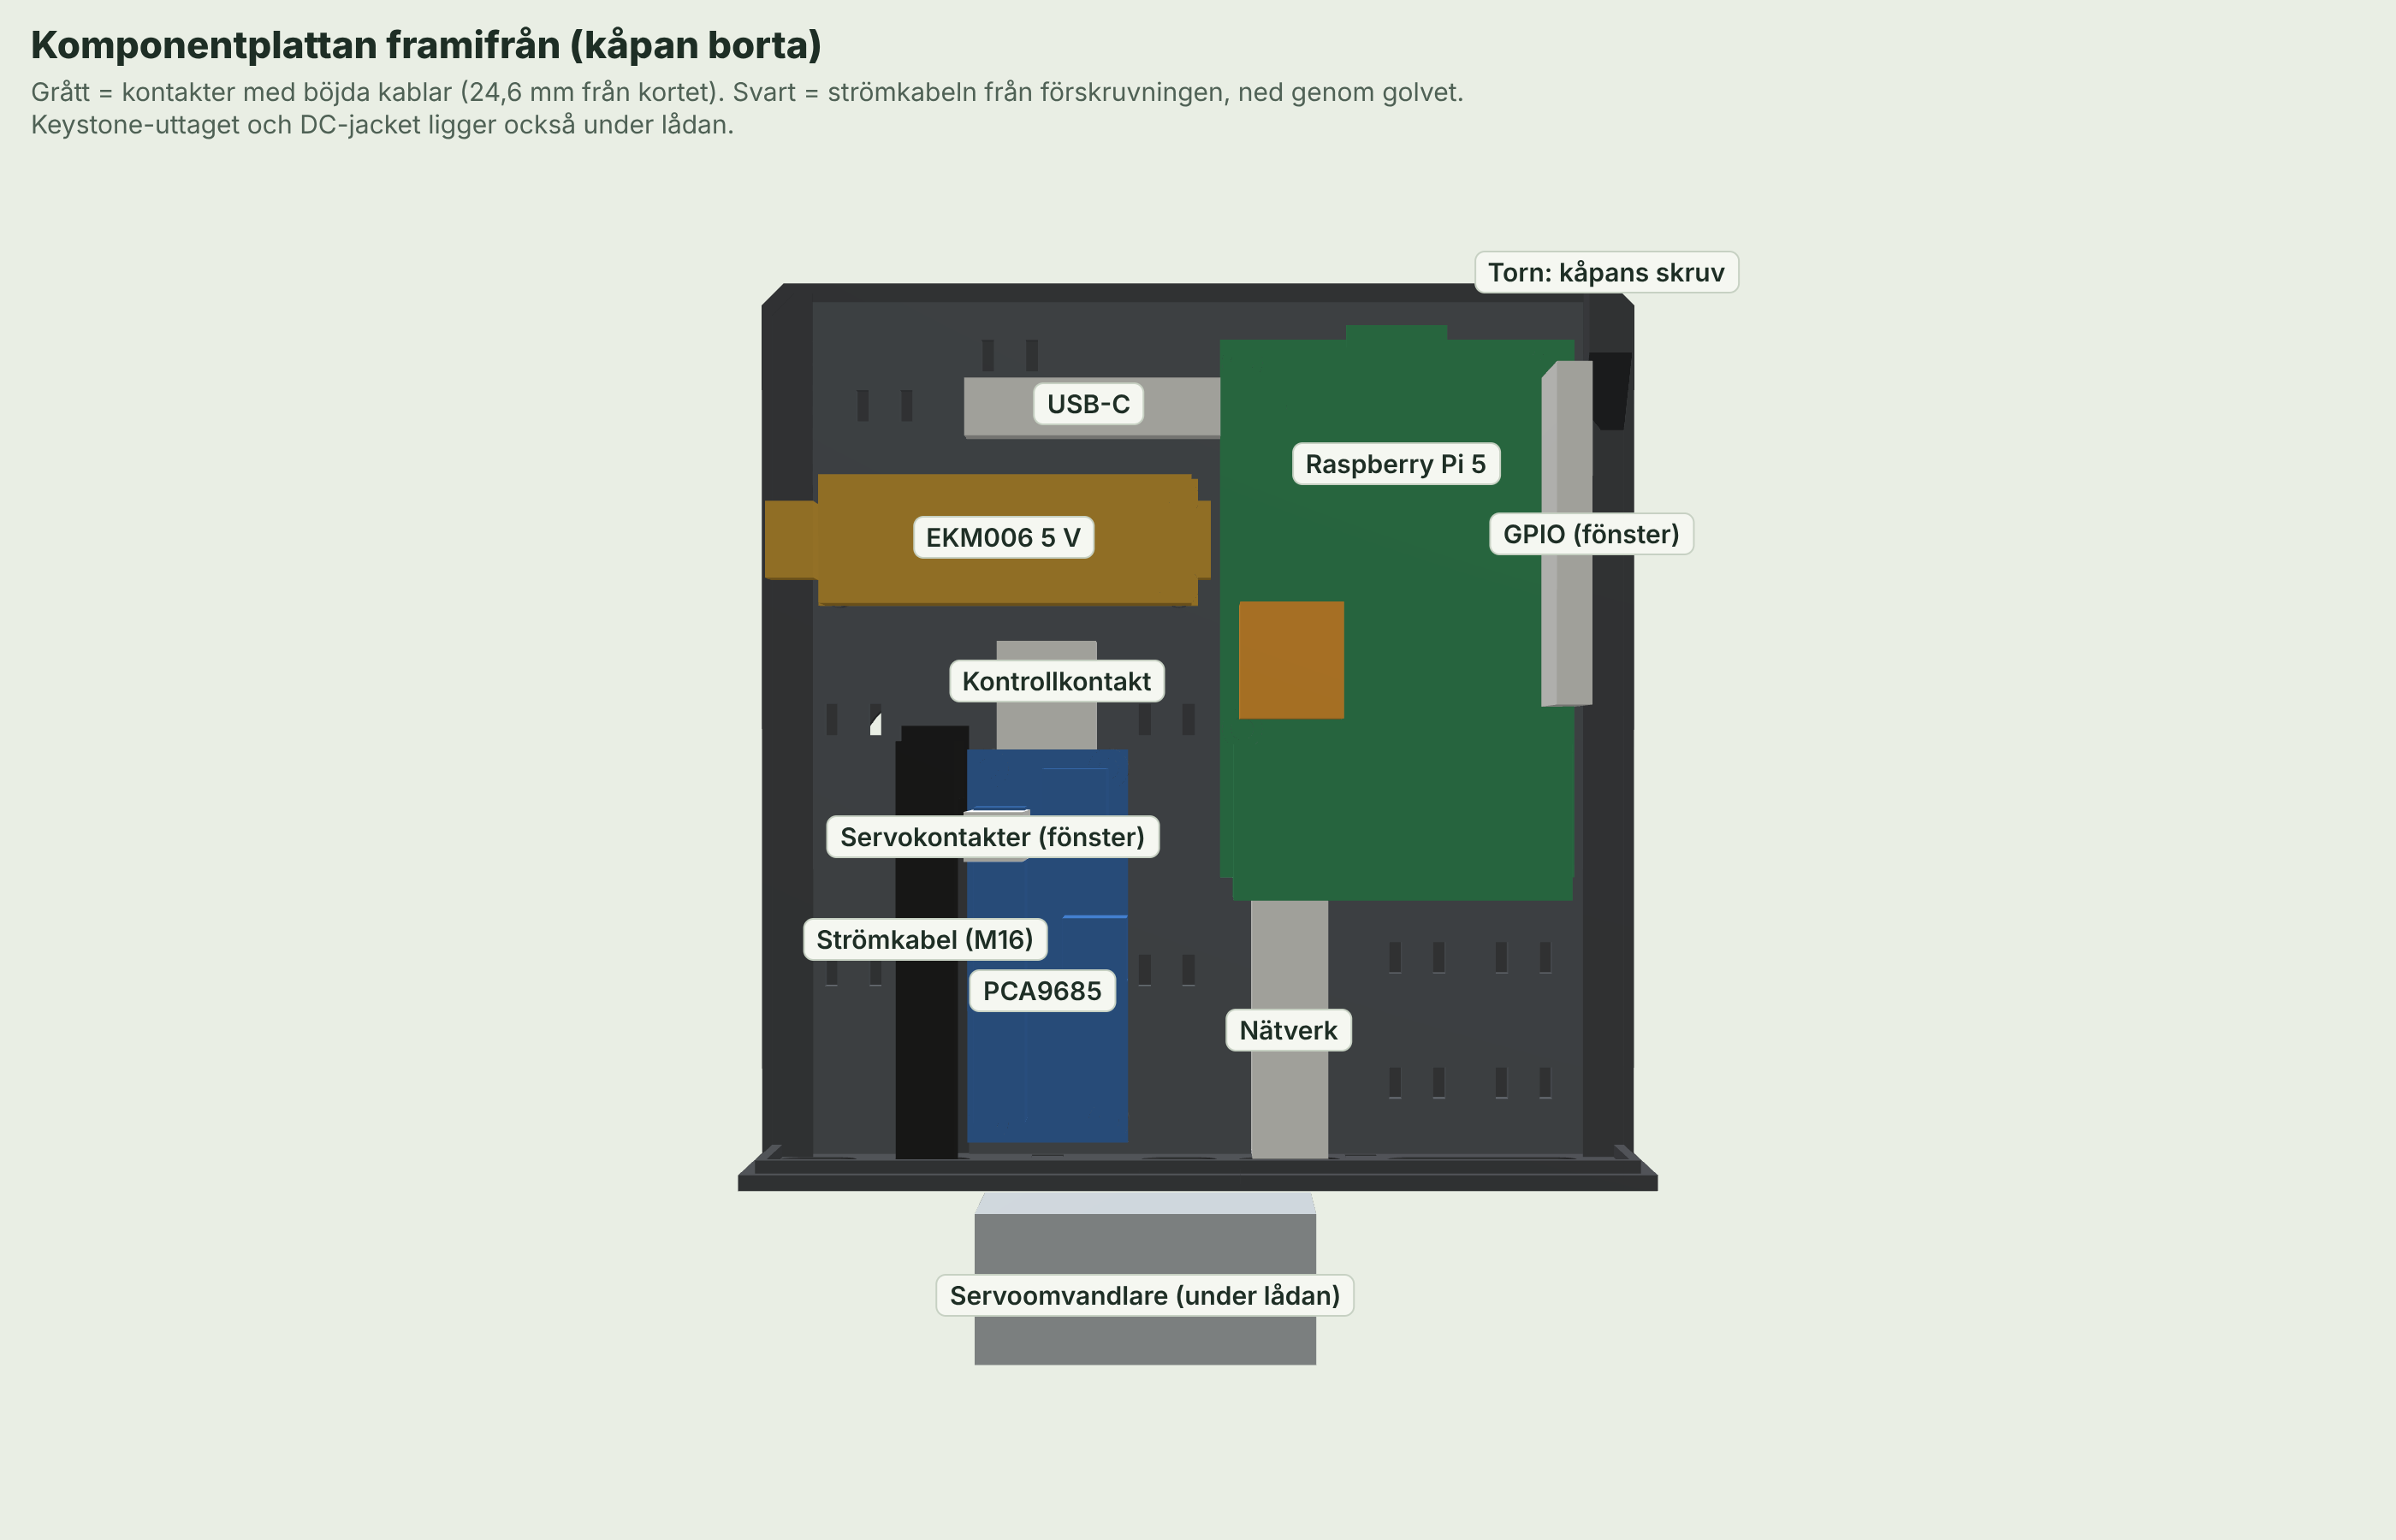 Komponentplattan framifrån (kåpan borta)
Grått = kontakter med böjda kablar (24,6 mm från kortet). Svart = strömkabeln från förskruvningen, ned genom golvet.
Keystone-uttaget och DC-jacket ligger också under lådan.
Torn: kåpans skruv
USB-C
Raspberry Pi 5
GPIO (fönster)
EKM006 5 V
Kontrollkontakt
Servokontakter (fönster)
Strömkabel (M16)
PCA9685
Nätverk
Servoomvandlare (under lådan)